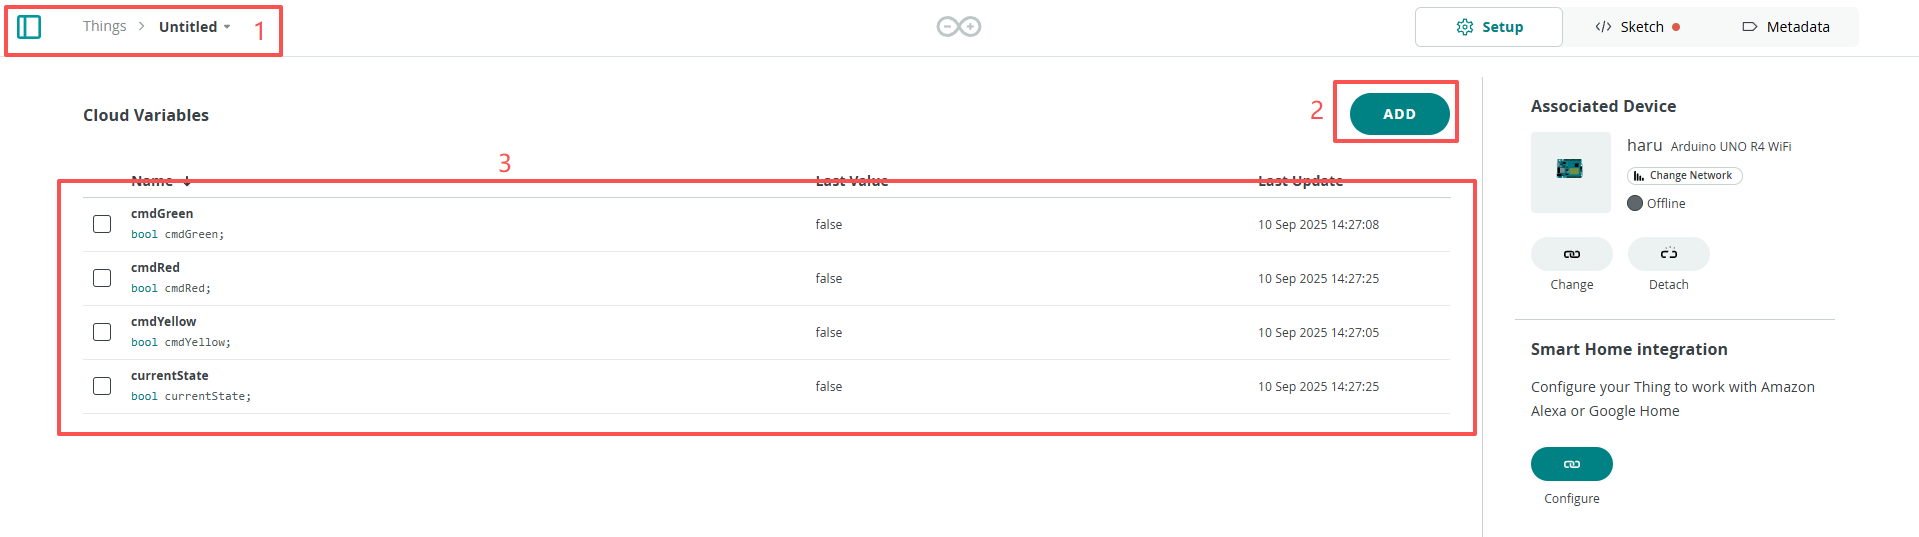 Things > Untitled
1
Setup
</> Sketch
Metadata
Cloud Variables
2
ADD
3
Name ↓ Last Value Last Update
cmdGreen
bool cmdGreen;
false
10 Sep 2025 14:27:08
cmdRed
bool cmdRed;
false
10 Sep 2025 14:27:25
cmdYellow
bool cmdYellow;
false
10 Sep 2025 14:27:05
currentState
bool currentState;
false
10 Sep 2025 14:27:25
Associated Device
haru Arduino UNO R4 WiFi
Change Network
Offline
Change
Detach
Smart Home integration
Configure your Thing to work with Amazon
Alexa or Google Home
Configure